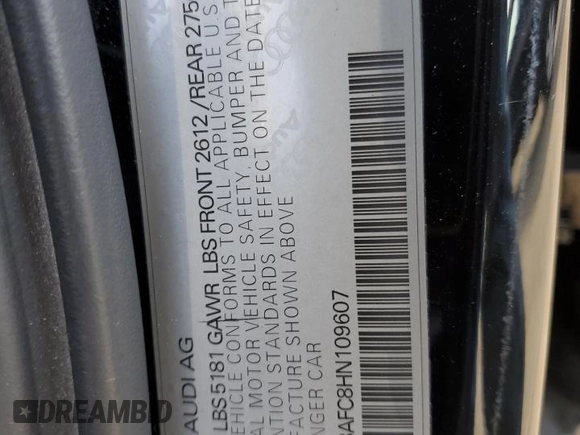 AUDI AG
LBS 5181 GAWR LBS FRONT 2612 /REAR 275
EHICLE CONFORMS TO ALL APPLICABLE U.S.
AL MOTOR VEHICLE SAFETY, BUMPER AND T
ENTION STANDARDS IN EFFECT ON THE DATE
FACTURE SHOWN ABOVE
NGER CAR
AFC8HN109607
DREAMBID